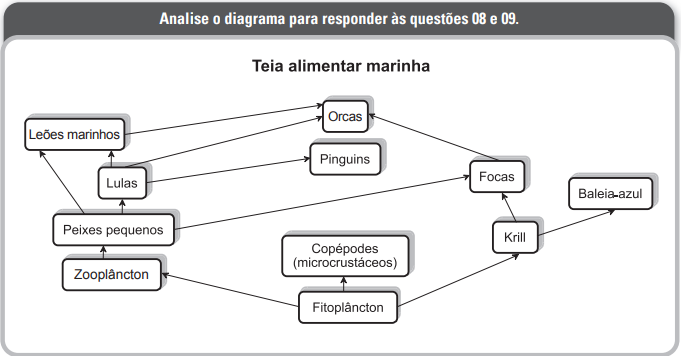 Analise o diagrama para responder às questões 08 e 09.
Teia alimentar marinha
Orcas
Leões marinhos
Pinguins
Lulas
Focas
Baleia-azul
Peixes pequenos
Krill
Copépodes
(microcrustáceos)
Zooplâncton
Fitoplâncton